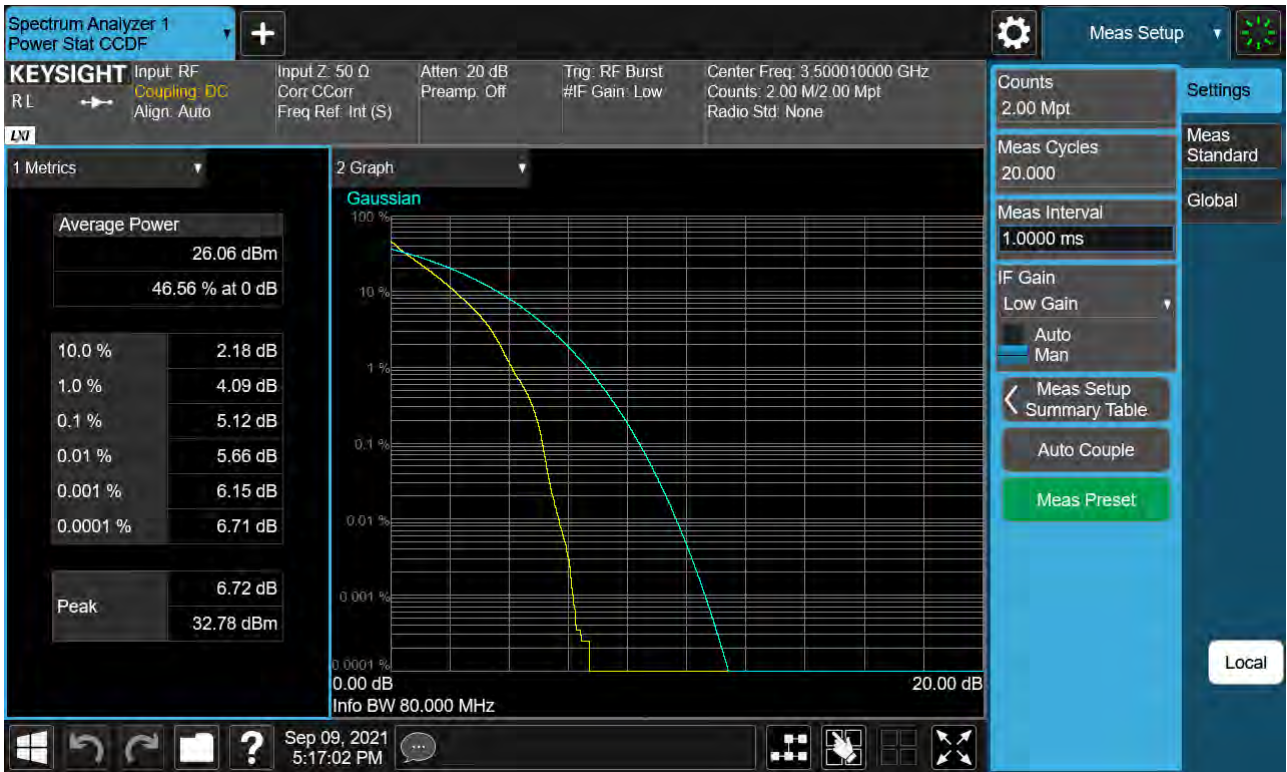 Spectrum Analyzer 1
Power Stat CCDF
+
Meas Setup
KEYSIGHT
RL
LXI
Input: RF
Coupling: DC
Align: Auto
Input Z: 50 Ω
Corr CCorr
Freq Ref: Int (S)
Atten: 20 dB
Preamp: Off
Trig: RF Burst
#IF Gain: Low
Center Freq: 3.500010000 GHz
Counts: 2.00 M/2.00 Mpt
Radio Std: None
1 Metrics
Average Power
26.06 dBm
46.56 % at 0 dB
10.0 % 2.18 dB
1.0 % 4.09 dB
0.1 % 5.12 dB
0.01 % 5.66 dB
0.001 % 6.15 dB
0.0001 % 6.71 dB
Peak
6.72 dB
32.78 dBm
2 Graph
Gaussian
100 %
10 %
1 %
0.1 %
0.01 %
0.001 %
0.0001 %
0.00 dB
20.00 dB
Info BW 80.000 MHz
Counts
2.00 Mpt
Meas Cycles
20.000
Meas Interval
1.0000 ms
IF Gain
Low Gain
Auto
Man
Meas Setup
Summary Table
Auto Couple
Meas Preset
Settings
Meas
Standard
Global
Local
?
Sep 09, 2021
5:17:02 PM